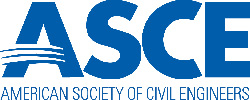 ASCE
AMERICAN SOCIETY OF CIVIL ENGINEERS